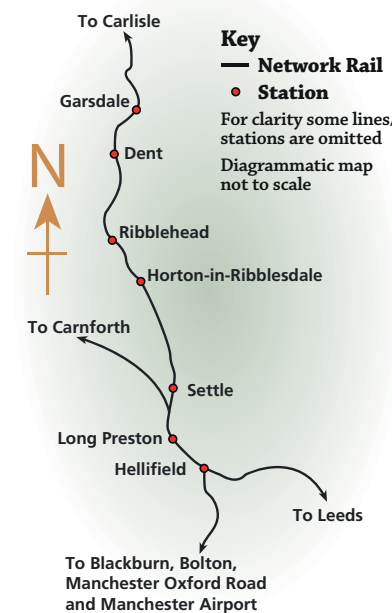 To Carlisle
Key
Network Rail
Station
For clarity some lines,
stations are omitted
Diagrammatic map
not to scale
Garsdale
Dent
N
Ribblehead
Horton-in-Ribblesdale
To Carnforth
Settle
Long Preston
Hellifield
To Leeds
To Blackburn, Bolton,
Manchester Oxford Road
and Manchester Airport